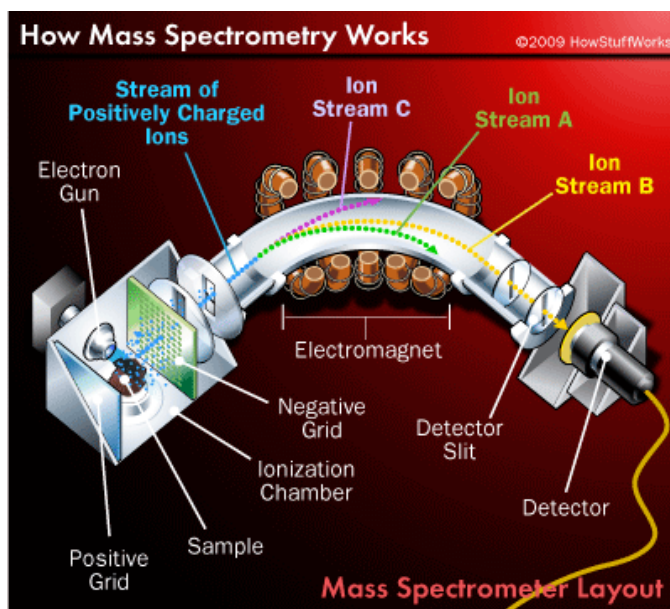 How Mass Spectrometry Works
©2009 HowStuffWorks
Stream of
Positively Charged
Ions
Ion
Stream C
Ion
Stream A
Ion
Stream B
Electron
Gun
Electromagnet
Negative
Grid
Ionization
Chamber
Detector
Slit
Detector
Sample
Positive
Grid
Mass Spectrometer Layout